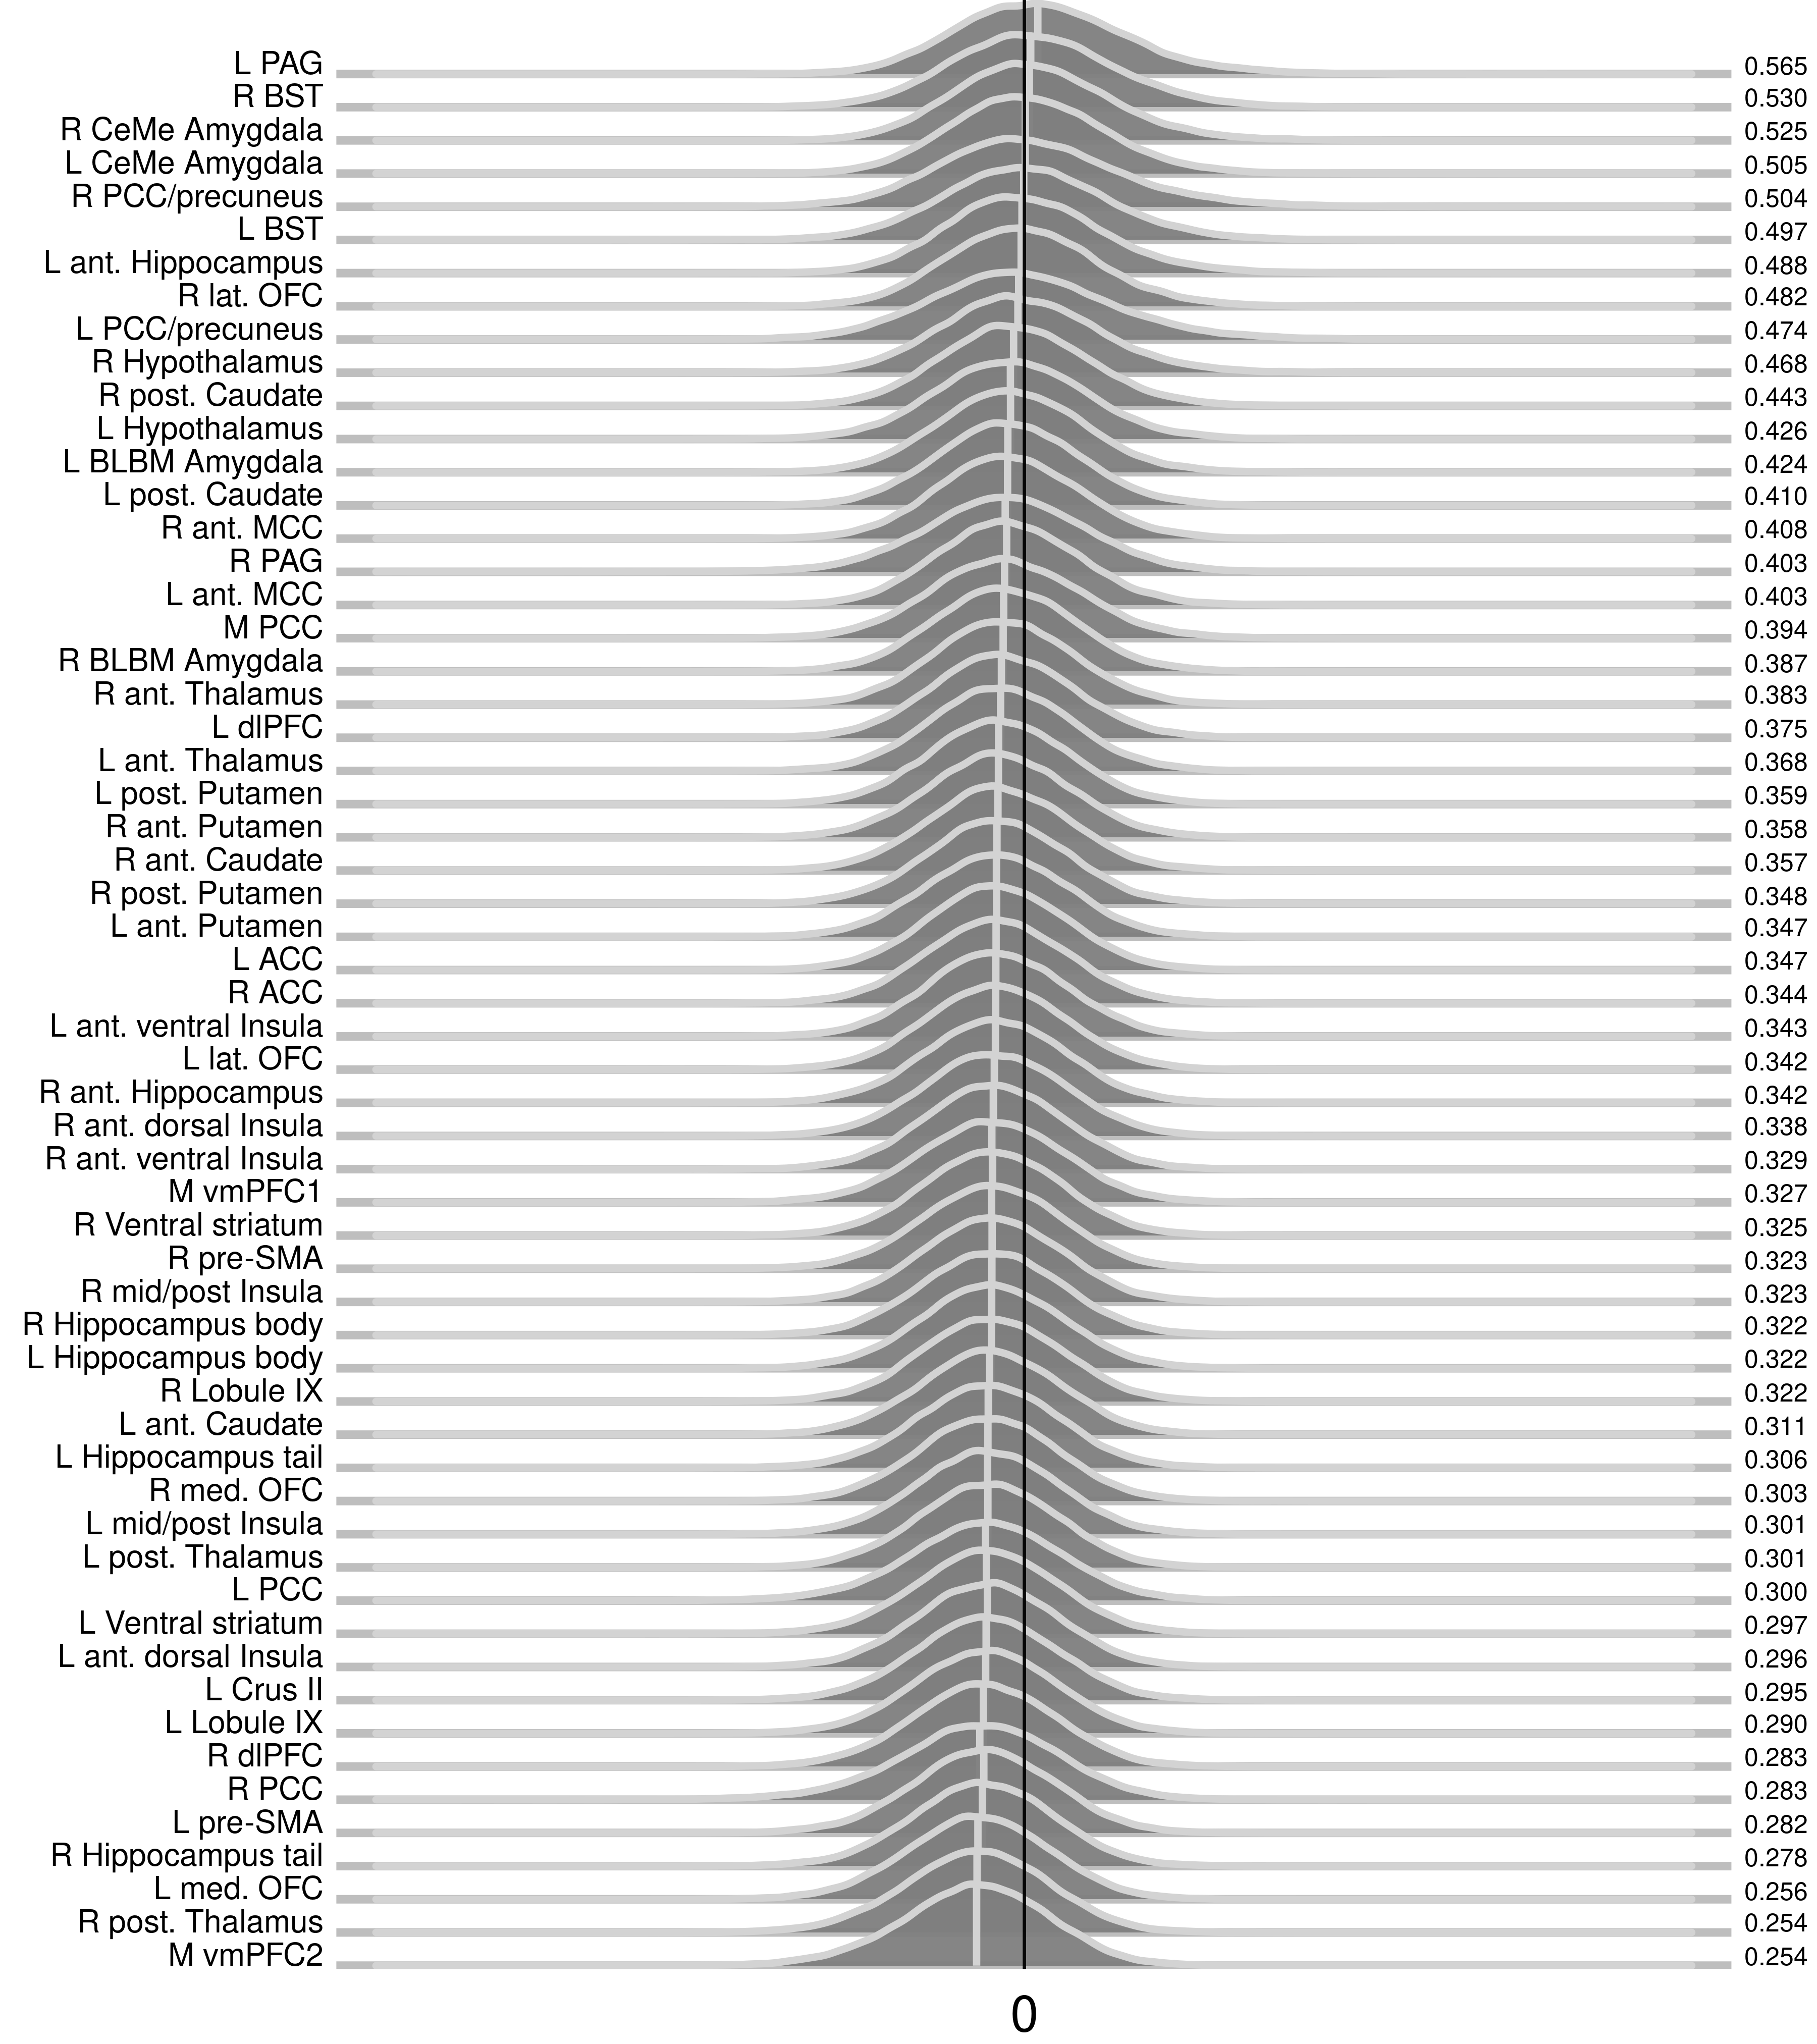 L PAG 0.565
R BST 0.530
R CeMe Amygdala 0.525
L CeMe Amygdala 0.505
R PCC/precuneus 0.504
L BST 0.497
L ant. Hippocampus 0.488
R lat. OFC 0.482
L PCC/precuneus 0.474
R Hypothalamus 0.468
R post. Caudate 0.443
L Hypothalamus 0.426
L BLBM Amygdala 0.424
L post. Caudate 0.410
R ant. MCC 0.408
R PAG 0.403
L ant. MCC 0.403
M PCC 0.394
R BLBM Amygdala 0.387
R ant. Thalamus 0.383
L dlPFC 0.375
L ant. Thalamus 0.368
L post. Putamen 0.359
R ant. Putamen 0.358
R ant. Caudate 0.357
R post. Putamen 0.348
L ant. Putamen 0.347
L ACC 0.347
R ACC 0.344
L ant. ventral Insula 0.343
L lat. OFC 0.342
R ant. Hippocampus 0.342
R ant. dorsal Insula 0.338
R ant. ventral Insula 0.329
M vmPFC1 0.327
R Ventral striatum 0.325
R pre-SMA 0.323
R mid/post Insula 0.323
R Hippocampus body 0.322
L Hippocampus body 0.322
R Lobule IX 0.322
L ant. Caudate 0.311
L Hippocampus tail 0.306
R med. OFC 0.303
L mid/post Insula 0.301
L post. Thalamus 0.301
L PCC 0.300
L Ventral striatum 0.297
L ant. dorsal Insula 0.296
L Crus II 0.295
L Lobule IX 0.290
R dlPFC 0.283
R PCC 0.283
L pre-SMA 0.282
R Hippocampus tail 0.278
L med. OFC 0.256
R post. Thalamus 0.254
M vmPFC2 0.254
0